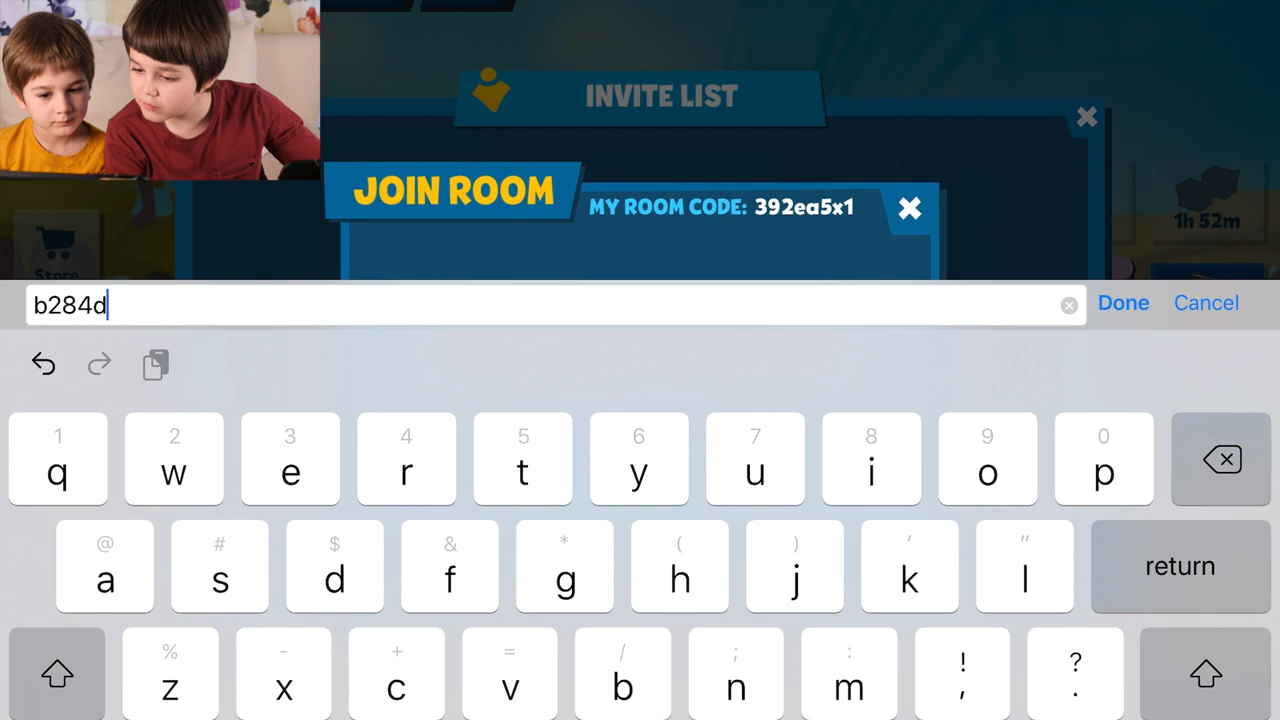 INVITE LIST
JOIN ROOM
MY ROOM CODE: 392ea5x1
1h 52m
Store
b284d
Done
Cancel
1 2 3 4 5 6 7 8 9 0
q w e r t y u i o p
@ # $ & * ( ) ' "
a s d f g h j k l
return
% - + = / ; : ! ?
z x c v b n m , .